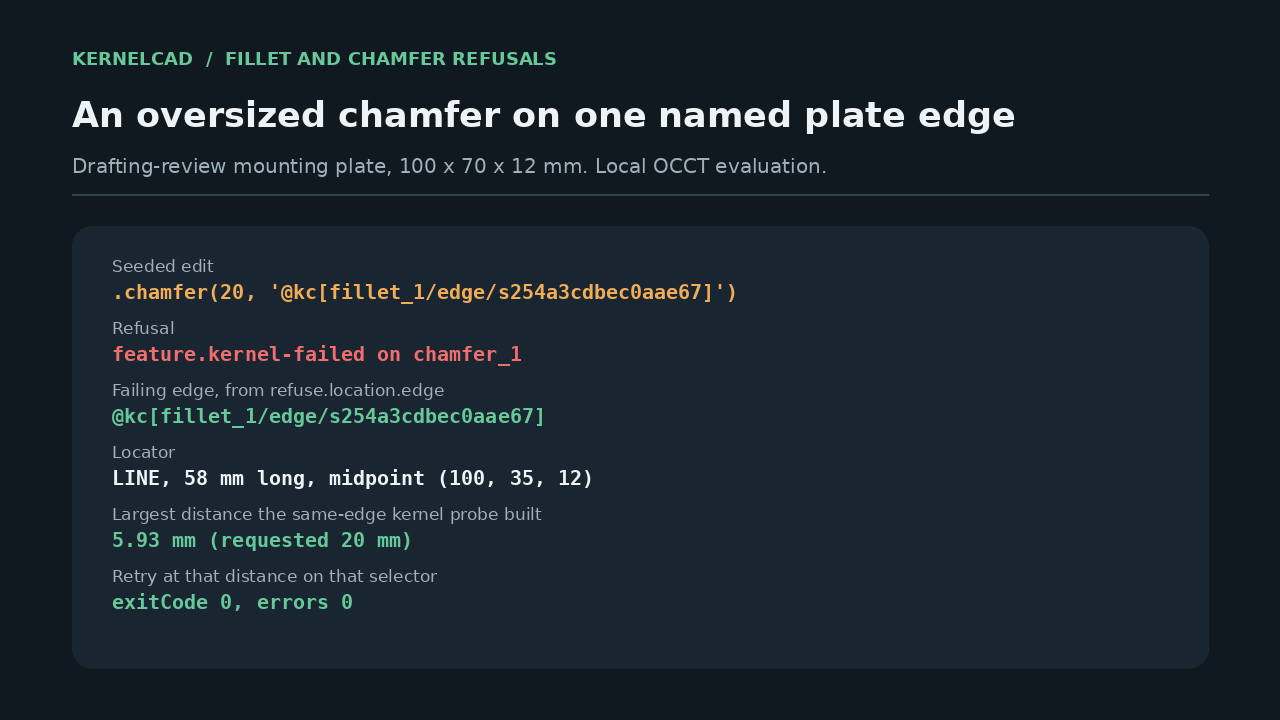 KERNELCAD / FILLET AND CHAMFER REFUSALS
An oversized chamfer on one named plate edge
Drafting-review mounting plate, 100 x 70 x 12 mm. Local OCCT evaluation.
Seeded edit
.chamfer(20, '@kc[fillet_1/edge/s254a3cdbec0aae67]')
Refusal
feature.kernel-failed on chamfer_1
Failing edge, from refuse.location.edge
@kc[fillet_1/edge/s254a3cdbec0aae67]
Locator
LINE, 58 mm long, midpoint (100, 35, 12)
Largest distance the same-edge kernel probe built
5.93 mm (requested 20 mm)
Retry at that distance on that selector
exitCode 0, errors 0